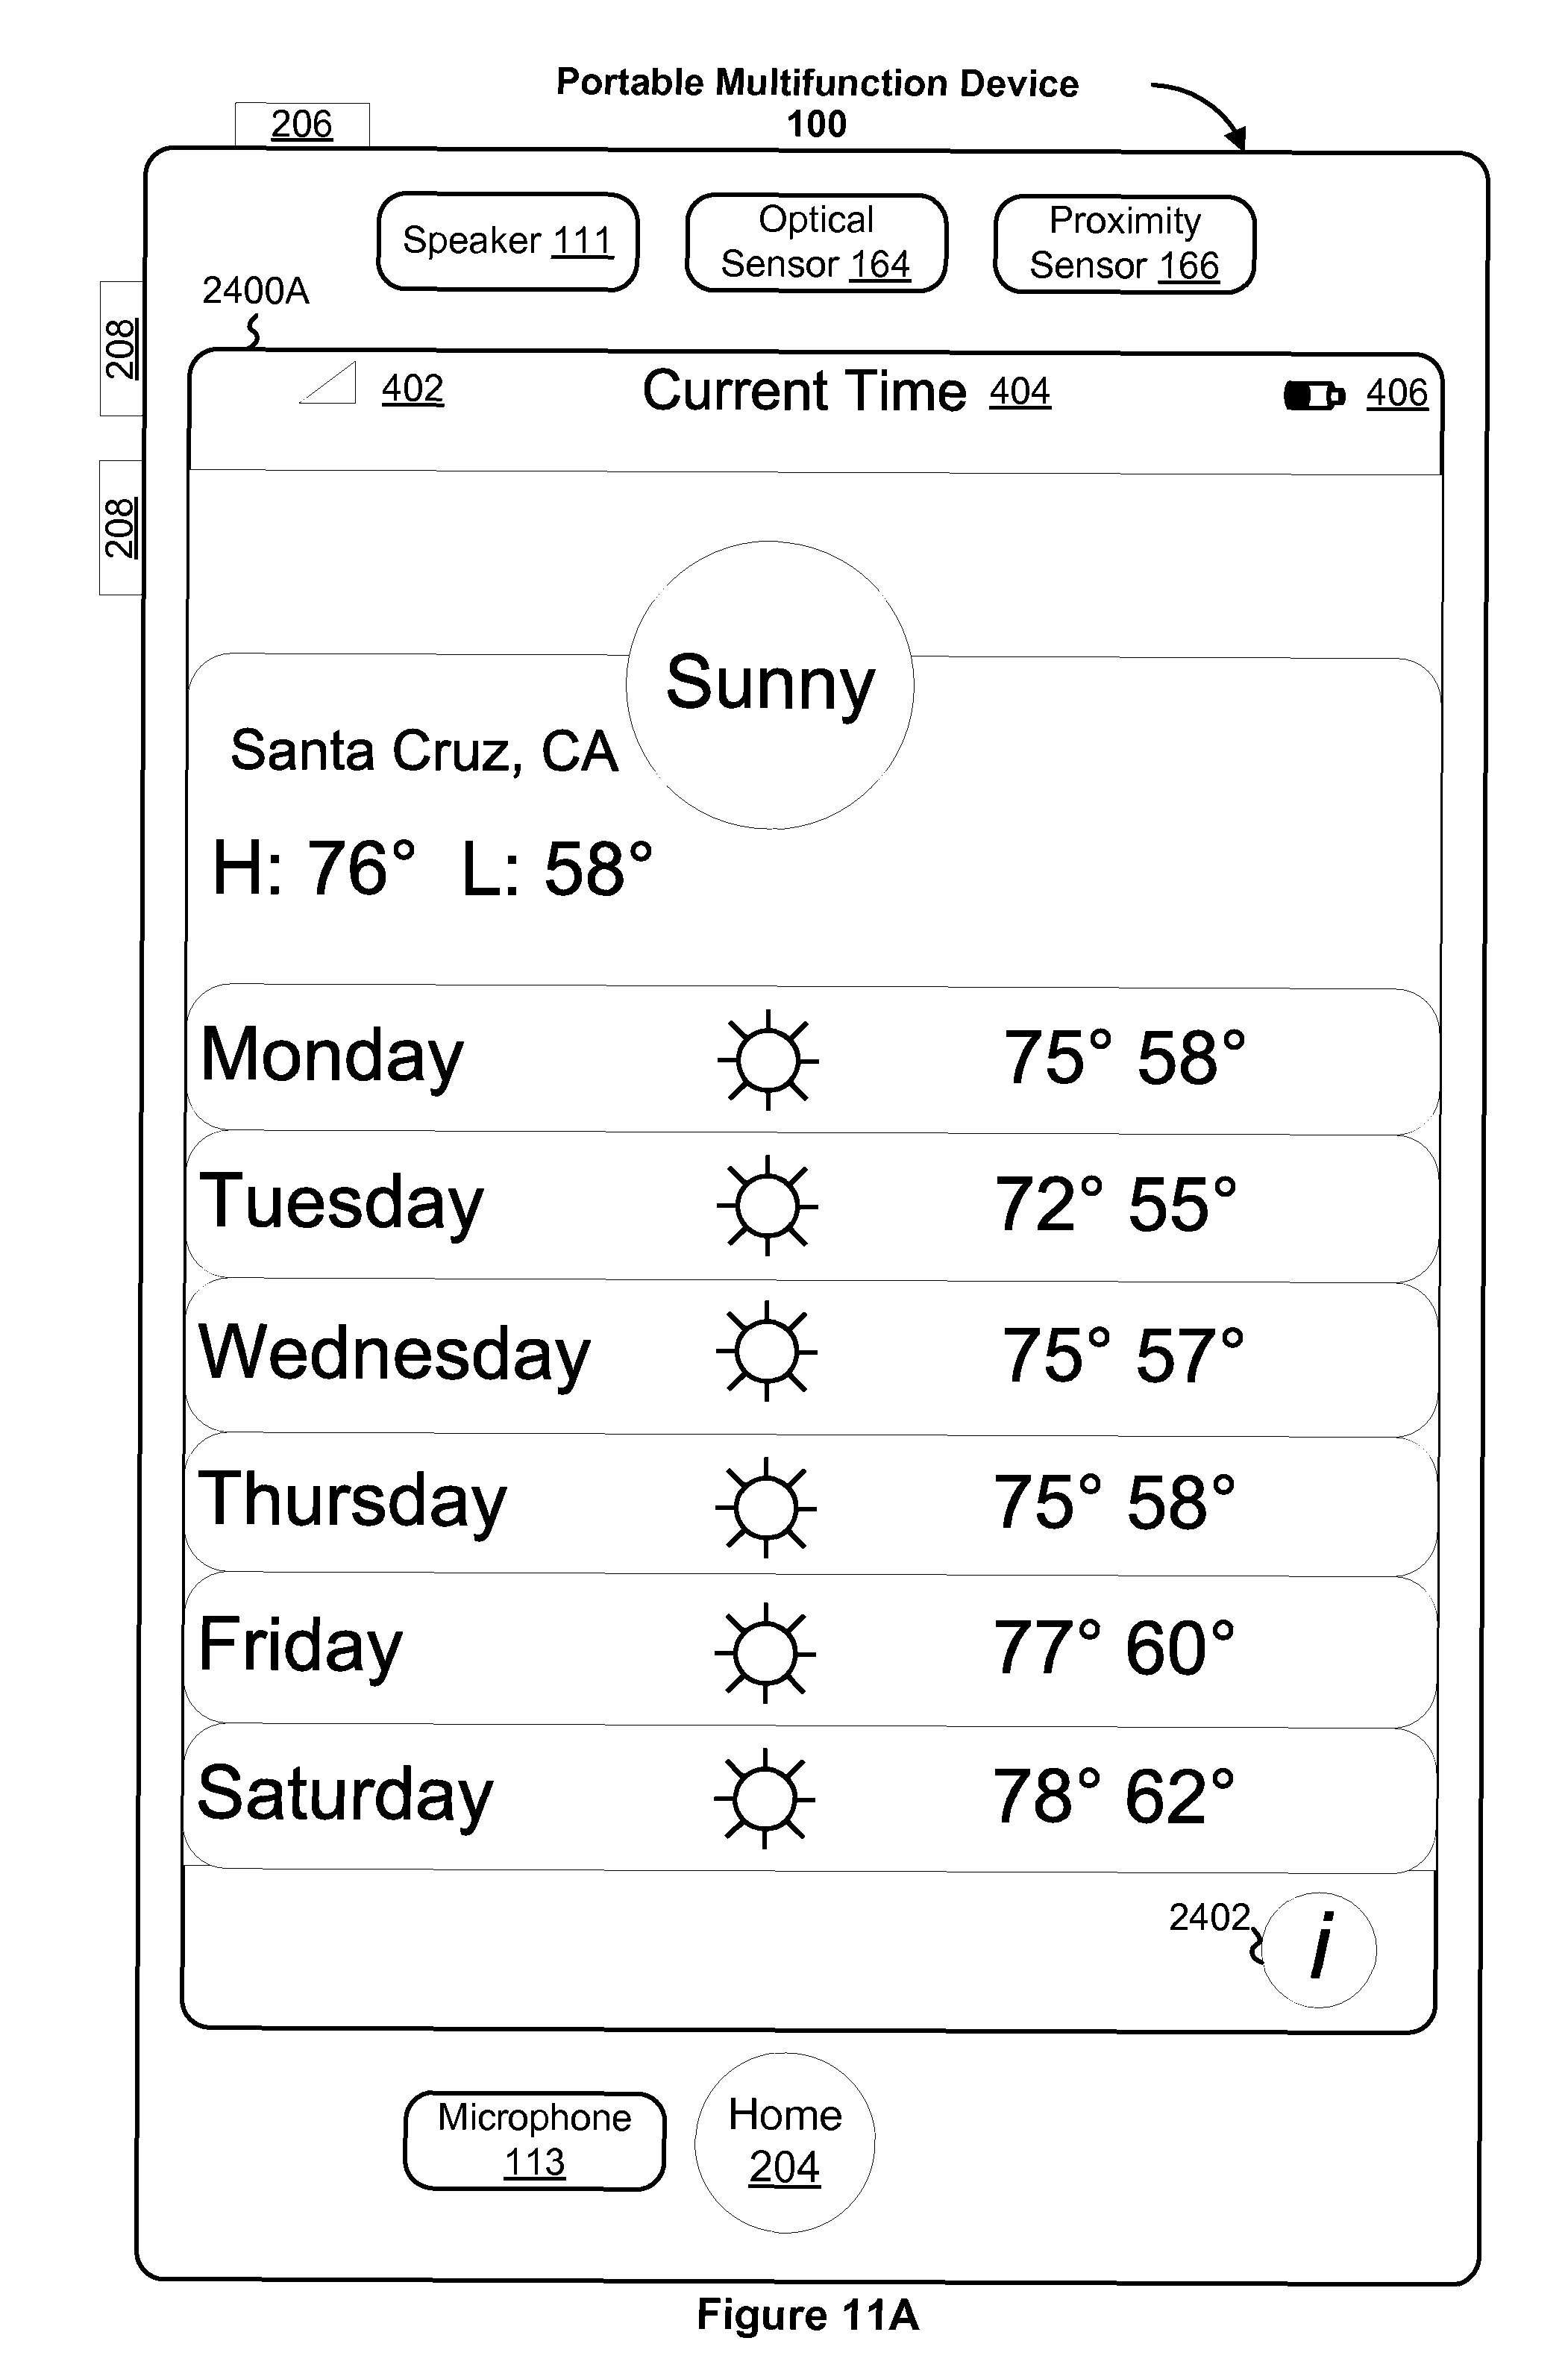 Portable Multifunction Device
100
206
Speaker 111
Optical
Sensor 164
Proximity
Sensor 166
2400A
208
208
402
Current Time 404
406
Sunny
Santa Cruz, CA
H: 76° L: 58°
Monday 75° 58°
Tuesday 72° 55°
Wednesday 75° 57°
Thursday 75° 58°
Friday 77° 60°
Saturday 78° 62°
2402
i
Microphone
113
Home
204
Figure 11A